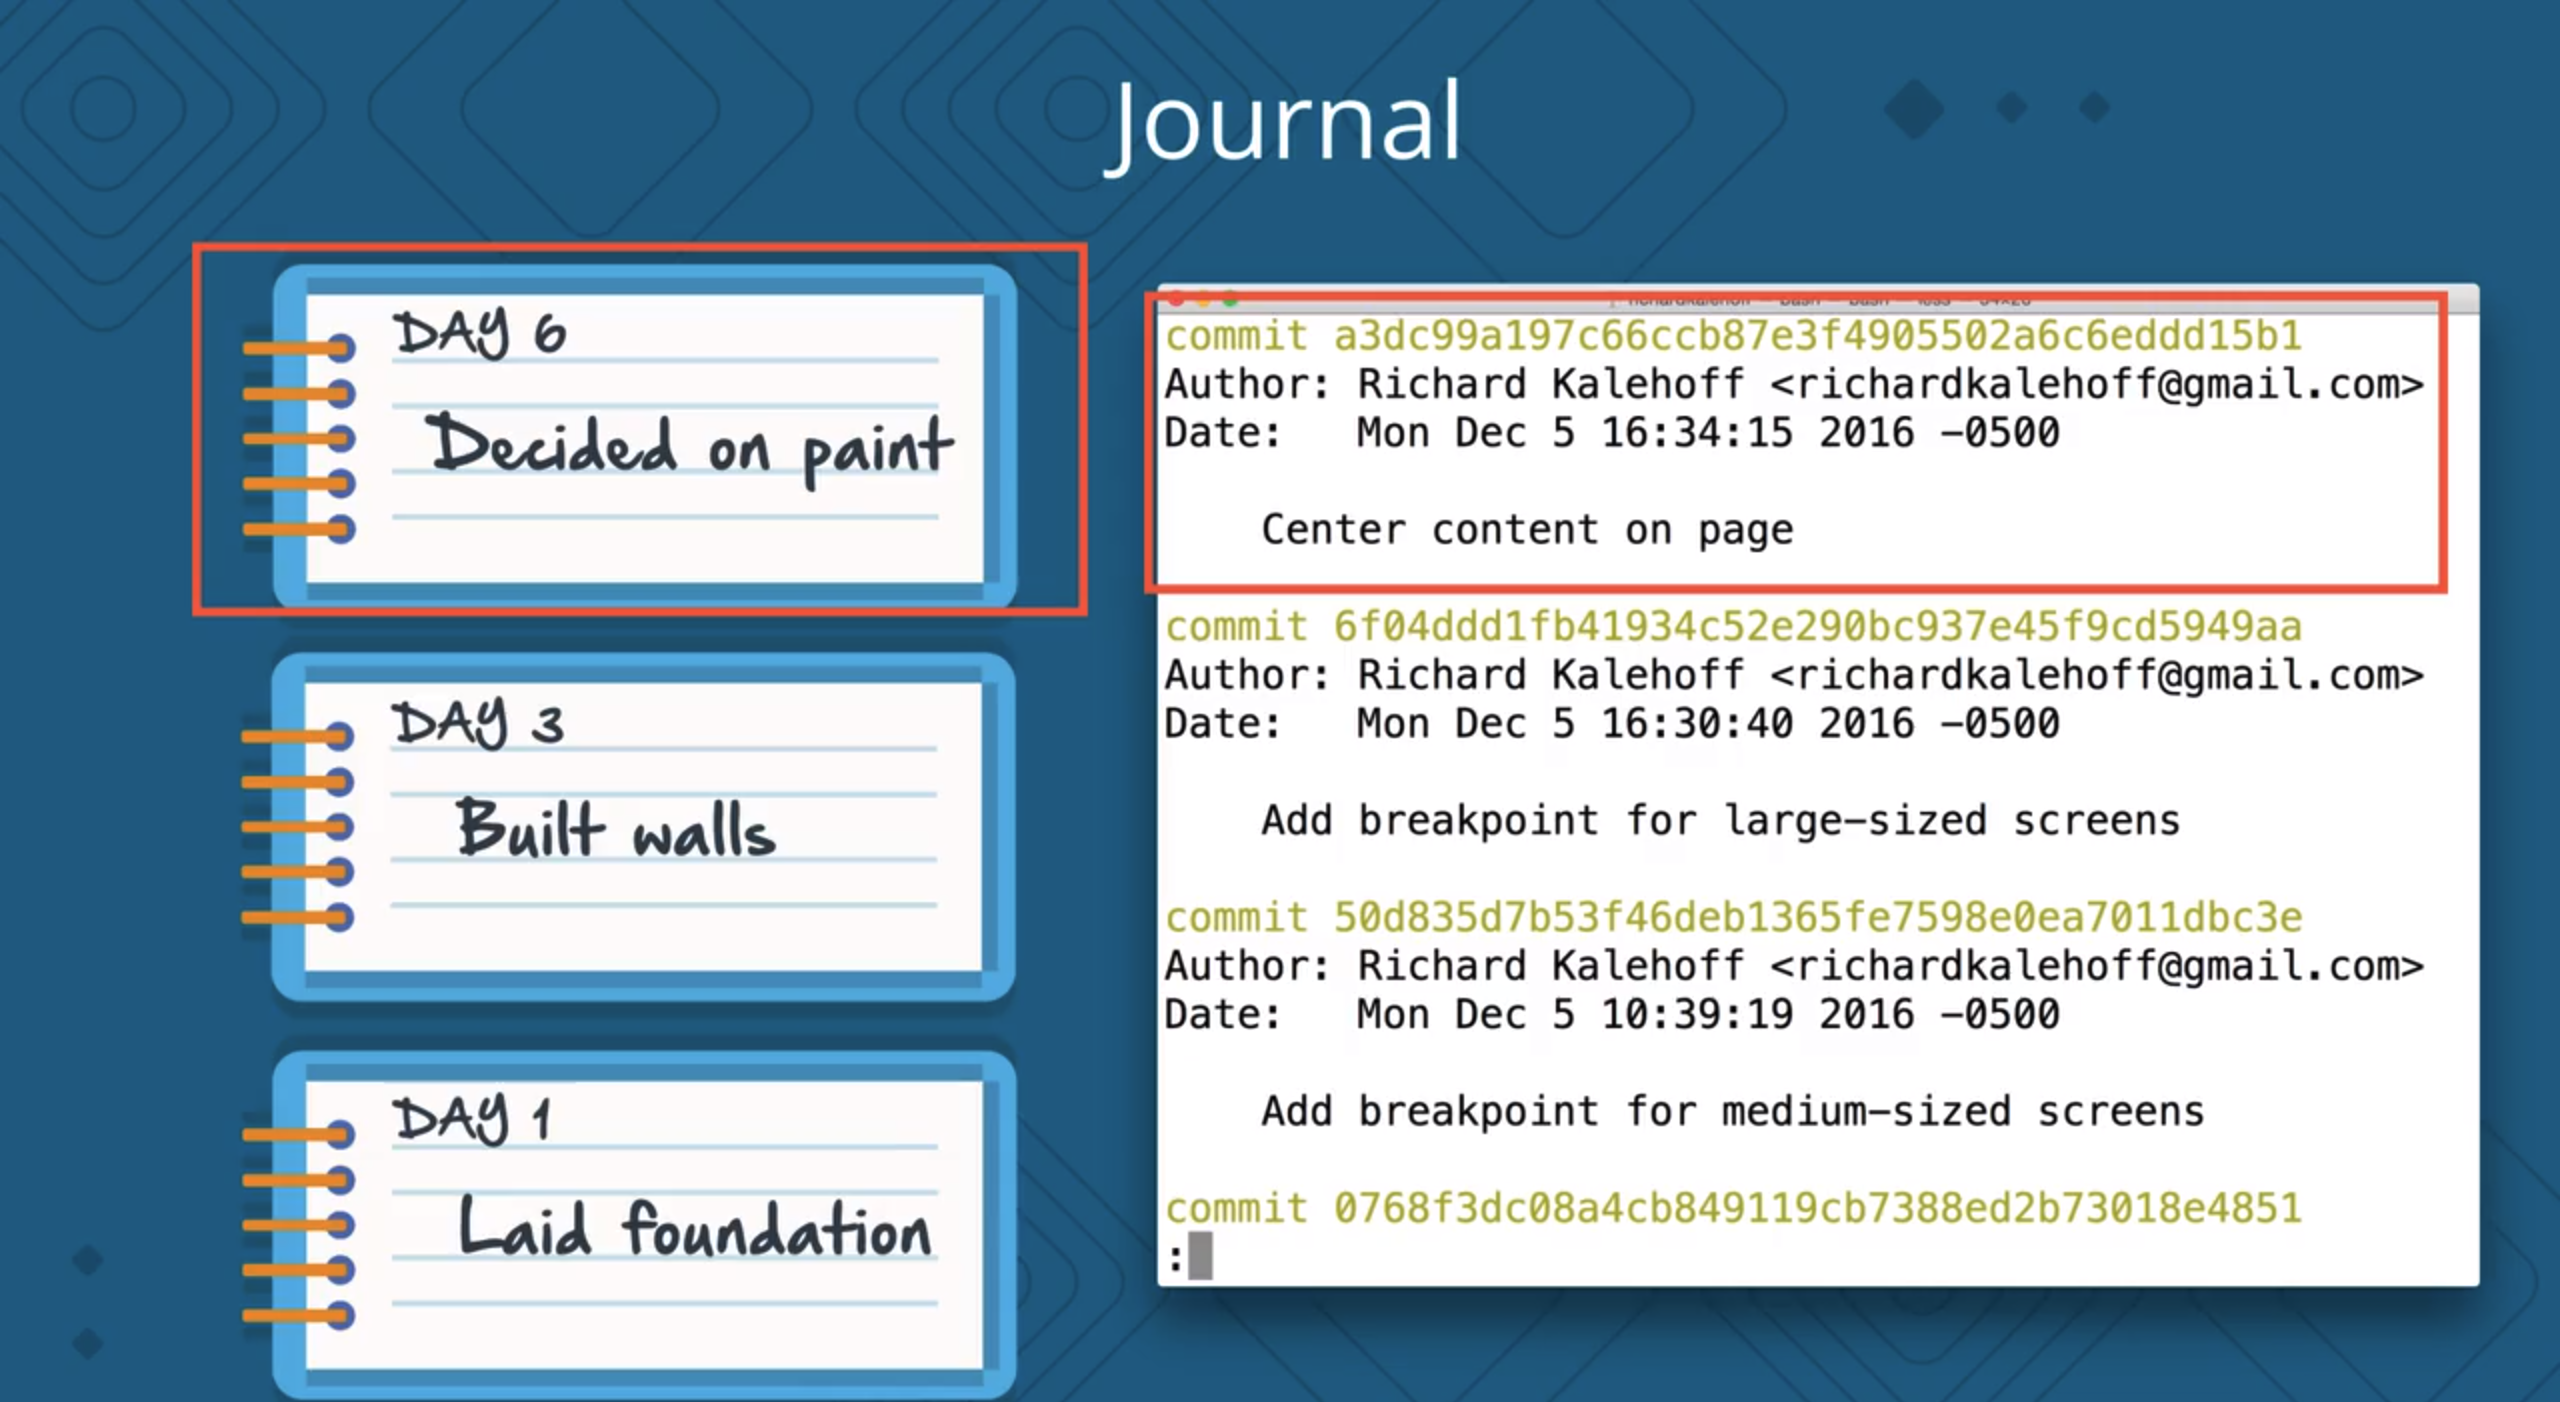 Journal
DAY 6
Decided on paint
DAY 3
Built walls
DAY 1
Laid foundation
commit a3dc99a197c66ccb87e3f4905502a6c6eddd15b1
Author: Richard Kalehoff <richardkalehoff@gmail.com>
Date:   Mon Dec 5 16:34:15 2016 -0500
Center content on page
commit 6f04ddd1fb41934c52e290bc937e45f9cd5949aa
Author: Richard Kalehoff <richardkalehoff@gmail.com>
Date:   Mon Dec 5 16:30:40 2016 -0500
Add breakpoint for large-sized screens
commit 50d835d7b53f46deb1365fe7598e0ea7011dbc3e
Author: Richard Kalehoff <richardkalehoff@gmail.com>
Date:   Mon Dec 5 10:39:19 2016 -0500
Add breakpoint for medium-sized screens
commit 0768f3dc08a4cb849119cb7388ed2b73018e4851
: